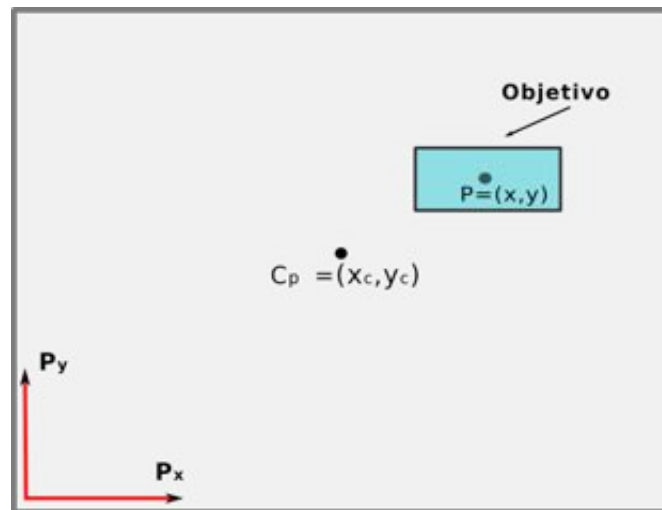 Objetivo
P=(x,y)
Cp =(xc,yc)
Py
Px